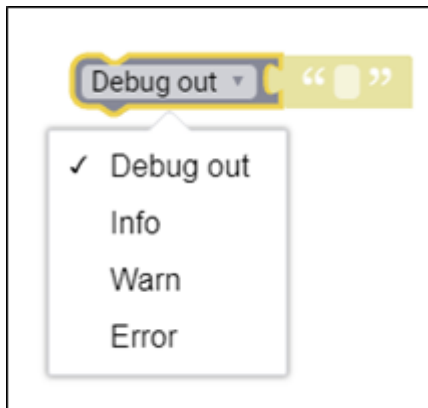 Debug out ▾ “ ”
✓ Debug out
Info
Warn
Error